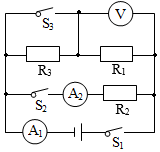 S₃ V
R₃ R₁
S₂ A₂ R₂
A₁ S₁